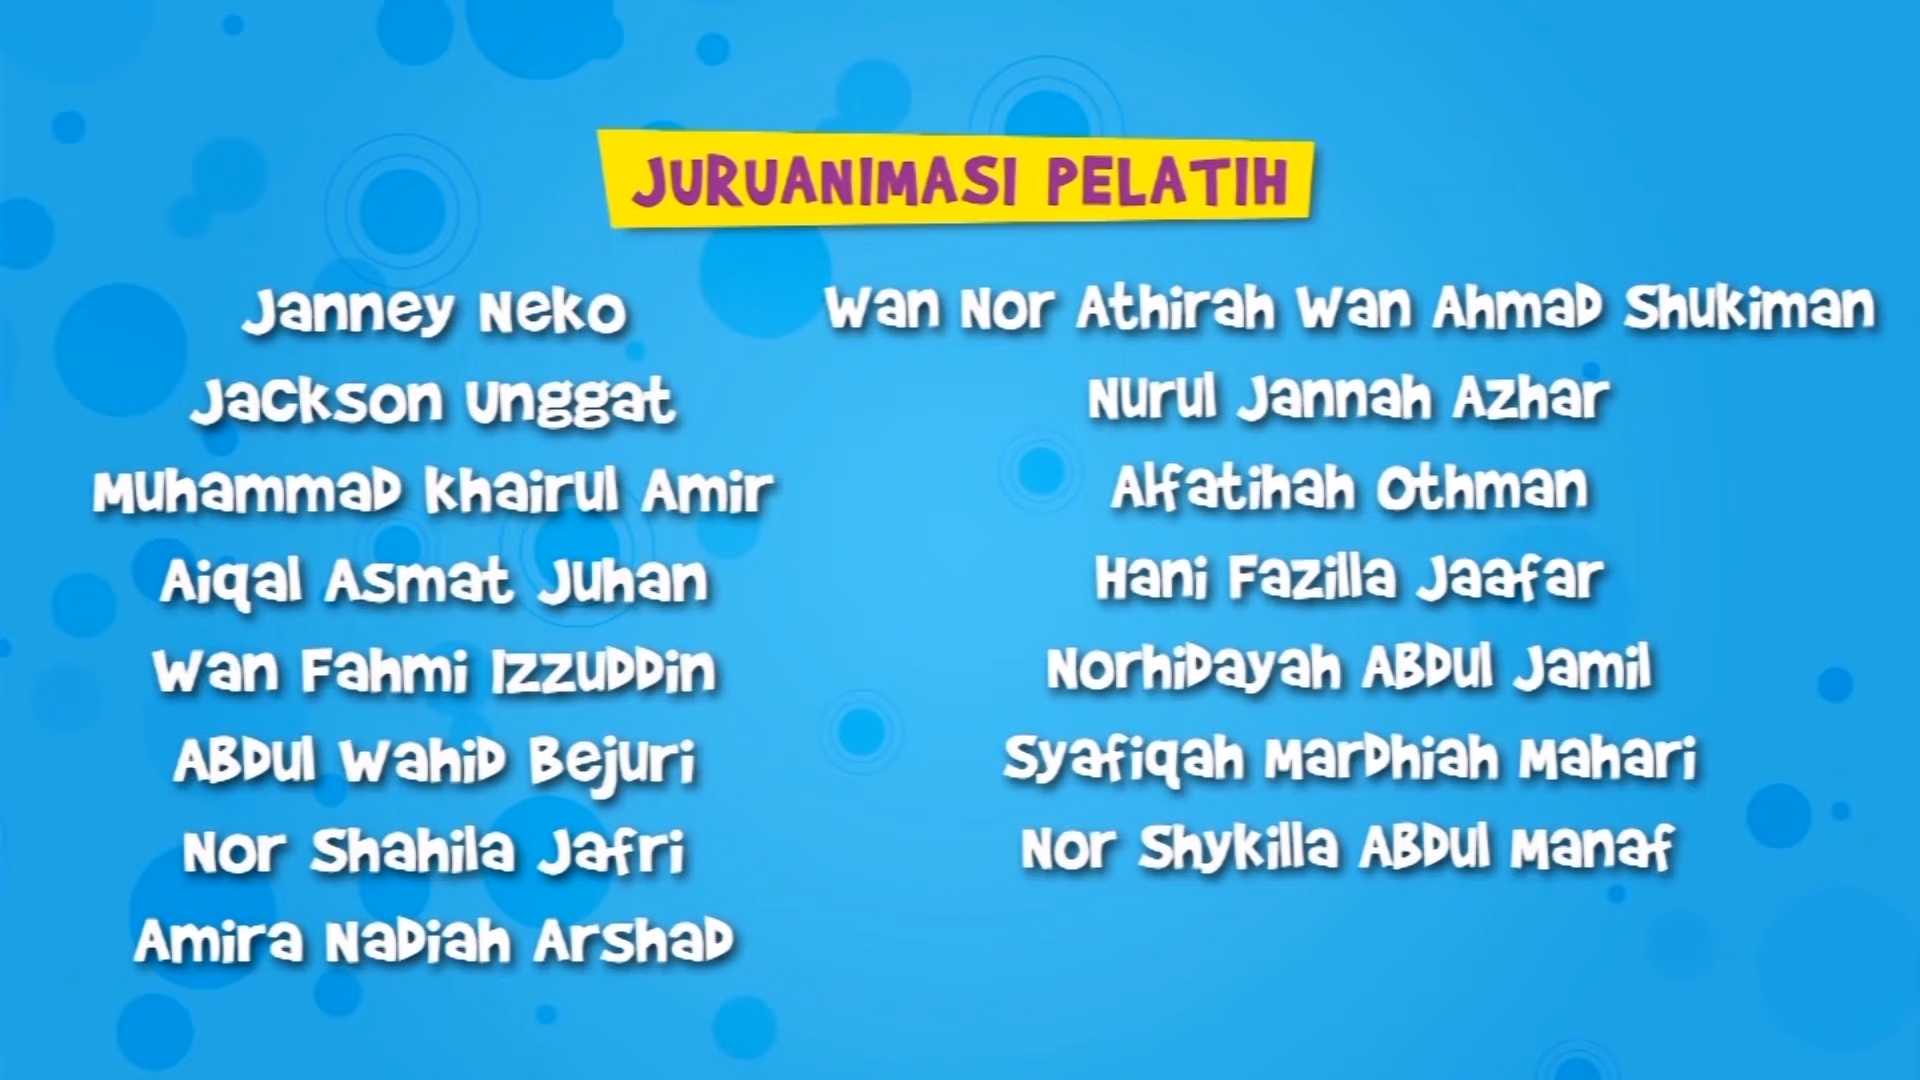 JURUANIMASI PELATIH
Janney Neko
Jackson Unggat
Muhammad Khairul Amir
Aiqal Asmat Juhan
Wan Fahmi Izzuddin
Abdul Wahid Bejuri
Nor Shahila Jafri
Amira Nadiah Arshad
Wan Nor Athirah Wan Ahmad Shukiman
Nurul Jannah Azhar
Alfatihah Othman
Hani Fazilla Jaafar
Norhidayah Abdul Jamil
Syafiqah Mardhiah Mahari
Nor Shykilla Abdul Manaf